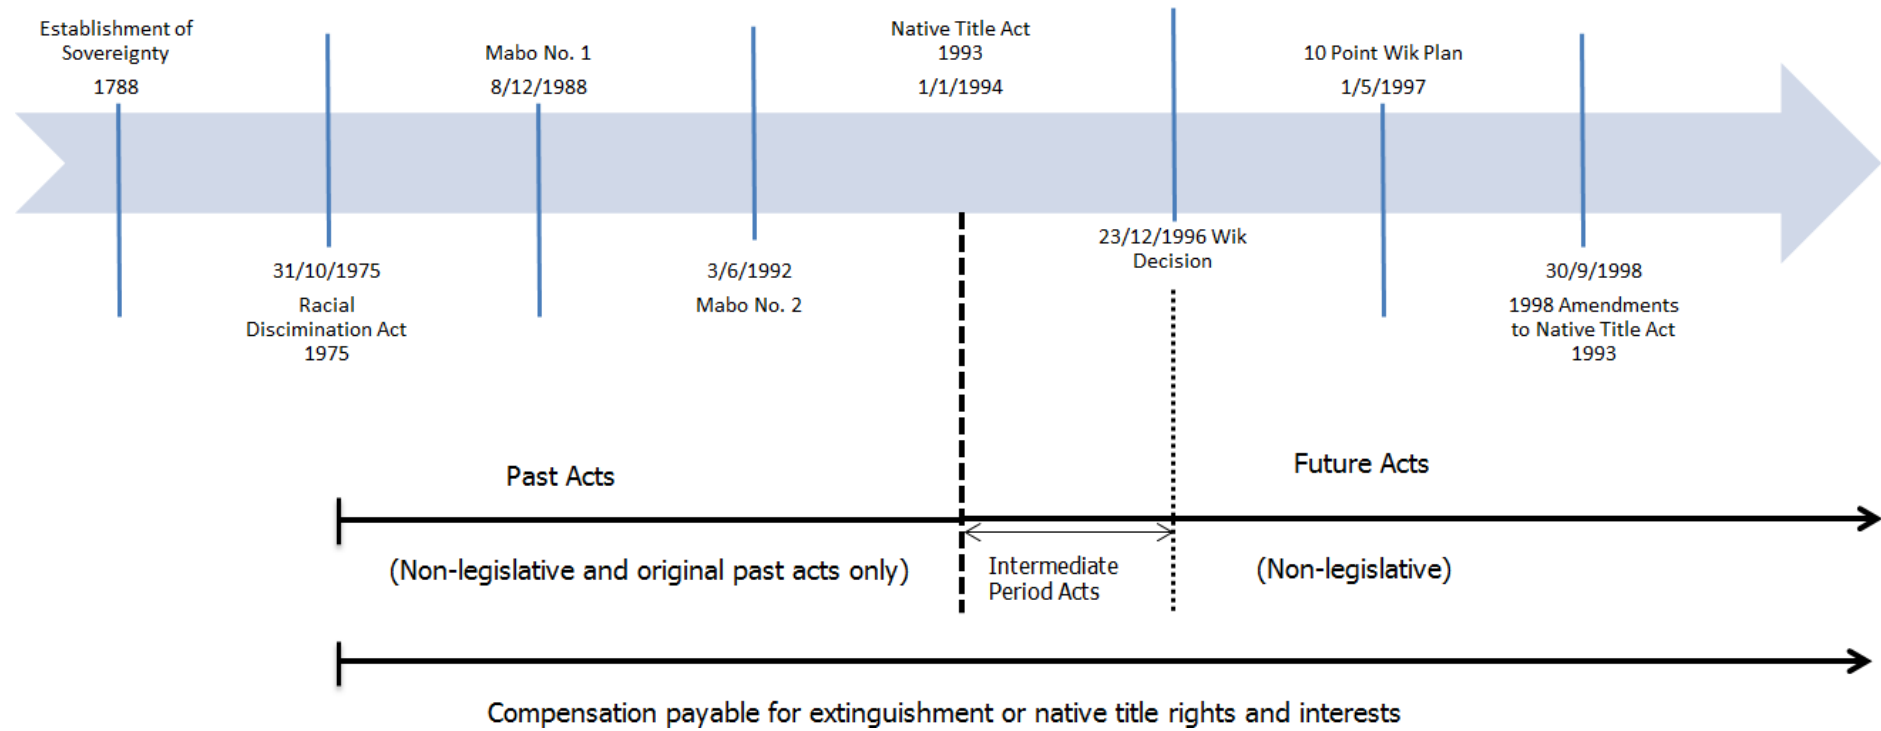 Establishment of
Sovereignty
1788
31/10/1975
Racial
Discimination Act
1975
Mabo No. 1
8/12/1988
3/6/1992
Mabo No. 2
Native Title Act
1993
1/1/1994
23/12/1996 Wik
Decision
10 Point Wik Plan
1/5/1997
30/9/1998
1998 Amendments
to Native Title Act
1993
Past Acts
Future Acts
(Non-legislative and original past acts only)
Intermediate
Period Acts
(Non-legislative)
Compensation payable for extinguishment or native title rights and interests